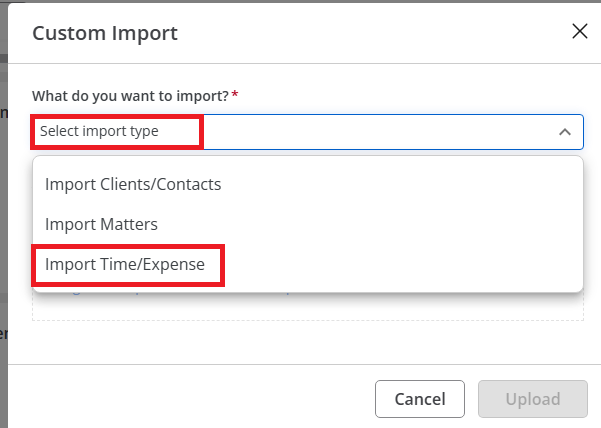 Custom Import
What do you want to import? *
Select import type
Import Clients/Contacts
Import Matters
Import Time/Expense
Cancel
Upload